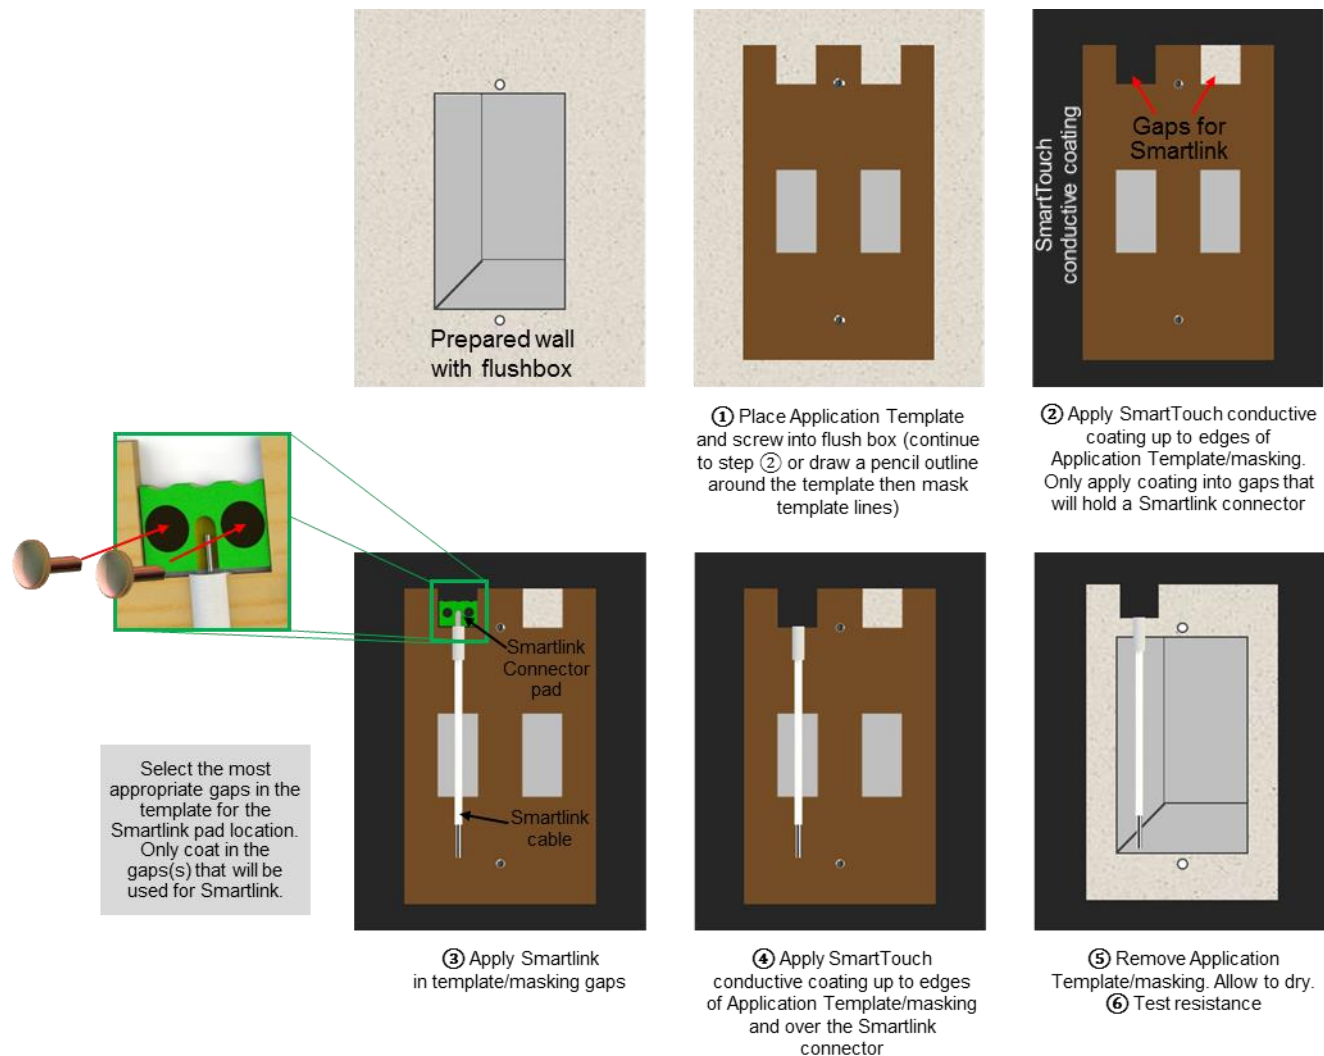 Prepared wall
with flushbox
① Place Application Template
and screw into flush box (continue
to step ② or draw a pencil outline
around the template then mask
template lines)
SmartTouch
conductive coating
Gaps for
Smartlink
② Apply SmartTouch conductive
coating up to edges of
Application Template/masking.
Only apply coating into gaps that
will hold a Smartlink connector
Select the most
appropriate gaps in the
template for the
Smartlink pad location.
Only coat in the
gaps(s) that will be
used for Smartlink.
Smartlink
Connector
pad
Smartlink
cable
③ Apply Smartlink
in template/masking gaps
④ Apply SmartTouch
conductive coating up to edges
of Application Template/masking
and over the Smartlink
connector
⑤ Remove Application
Template/masking. Allow to dry.
⑥ Test resistance